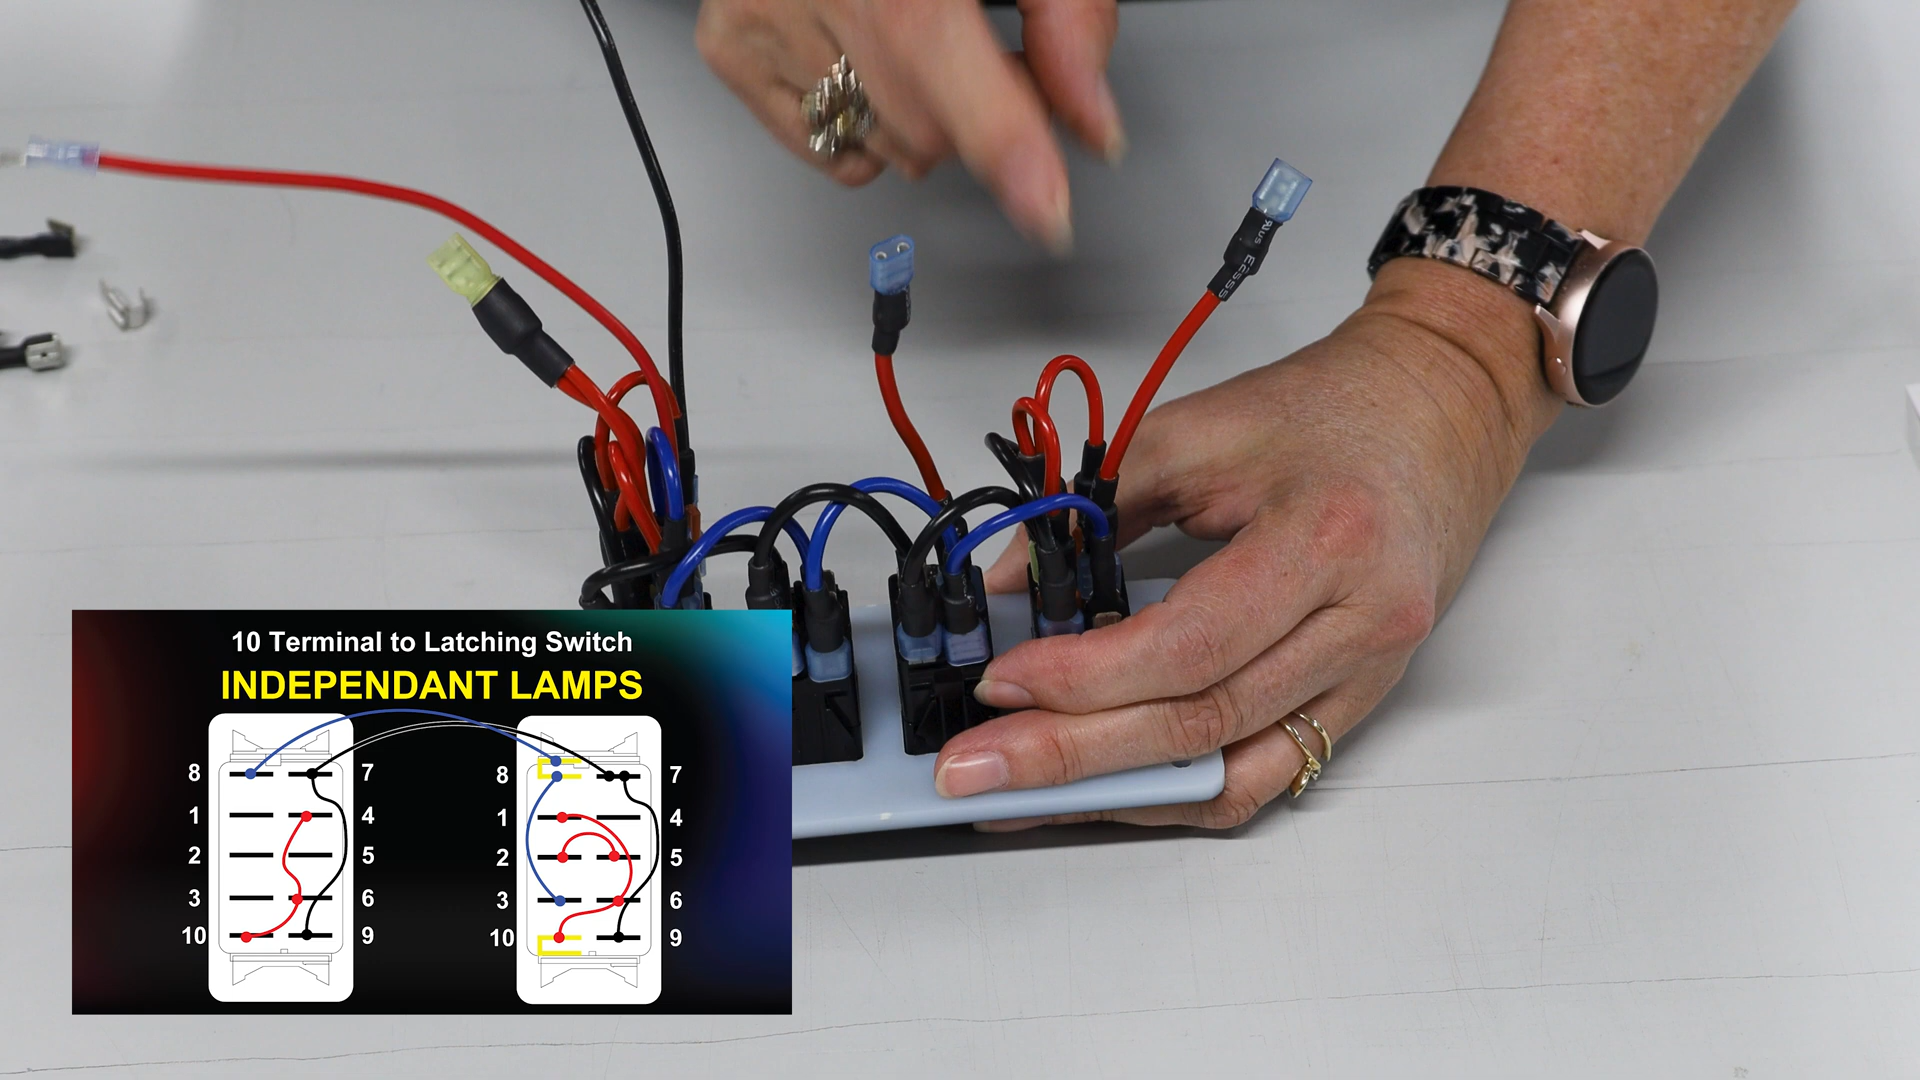 10 Terminal to Latching Switch
INDEPENDANT LAMPS
8 7 8 7
1 4 1 4
2 5 2 5
3 6 3 6
10 9 10 9